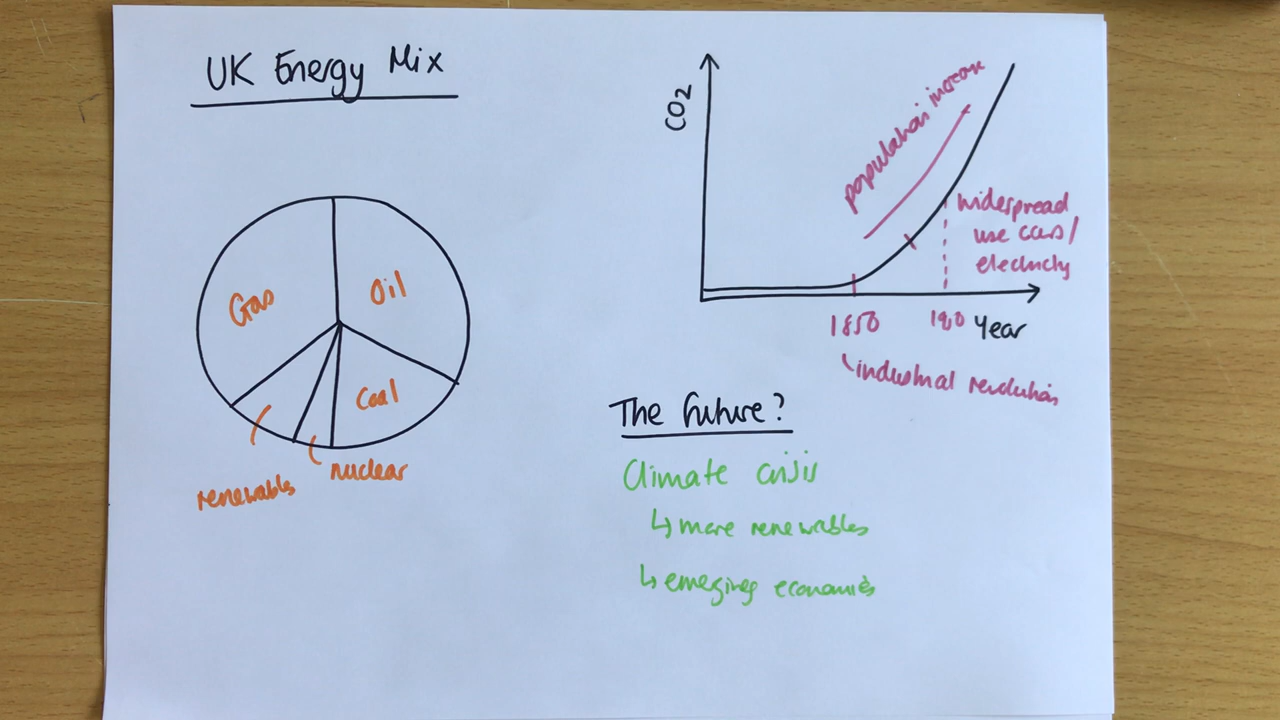 UK Energy Mix
Gas
Oil
Coal
renewables
nuclear
CO2
population increase
widespread
use cars/
electricity
1850
Year
industrial revolution
The Future?
Climate crisis
↳ more renewables
↳ emerging economies